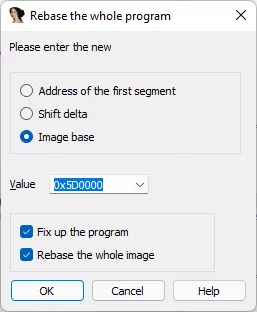 Rebase the whole program
Please enter the new
Address of the first segment
Shift delta
Image base
Value 0x5D0000
Fix up the program
Rebase the whole image
OK Cancel Help